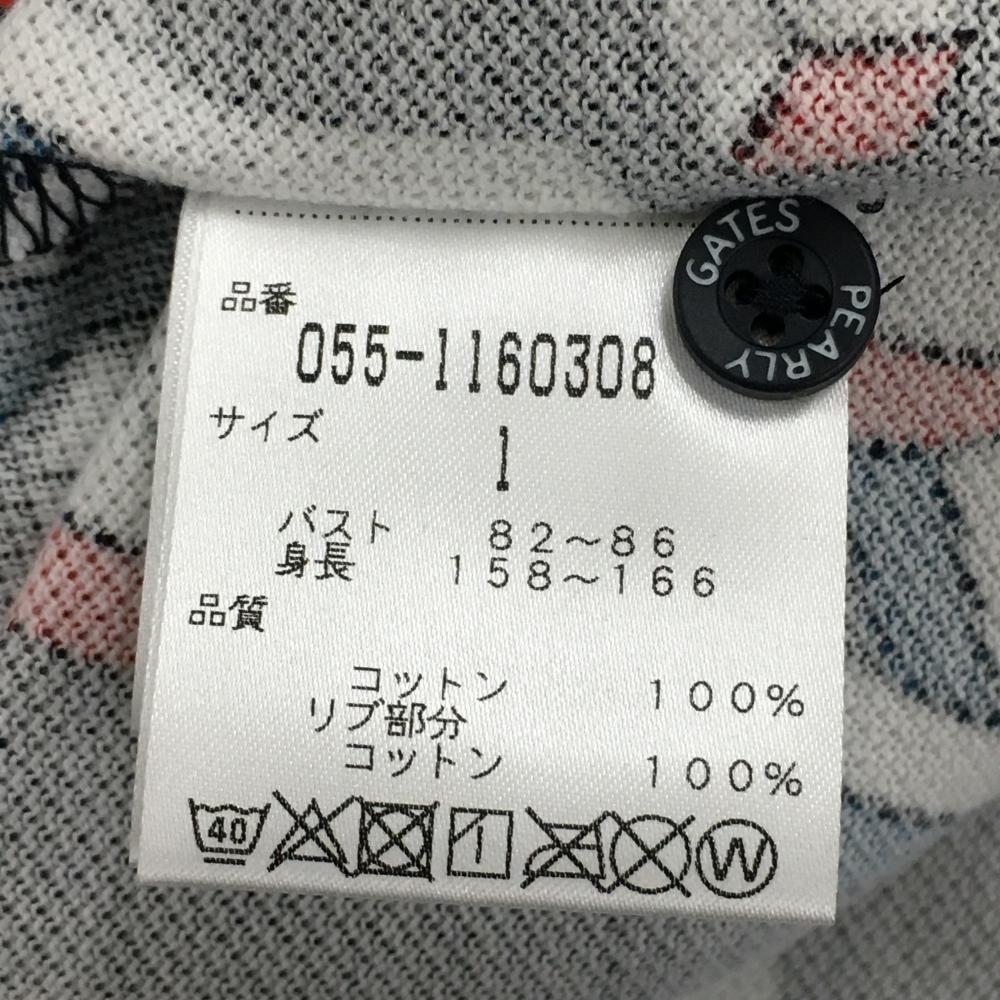 GATES
PEARLY
品番
055-1160308
サイズ
1
バスト 82～86
身長 158～166
品質
コットン 100%
リブ部分
コットン 100%
40
W